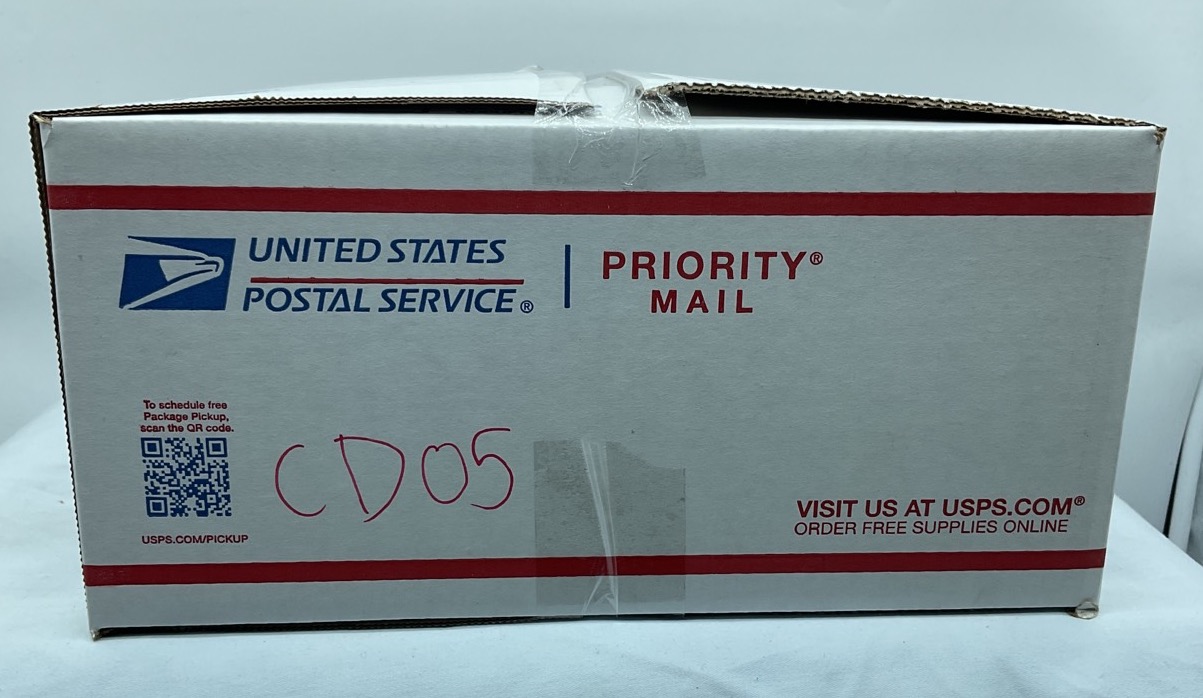 UNITED STATES
POSTAL SERVICE®
PRIORITY®
MAIL
To schedule free
Package Pickup,
scan the QR code.
USPS.COM/PICKUP
CD05
VISIT US AT USPS.COM®
ORDER FREE SUPPLIES ONLINE